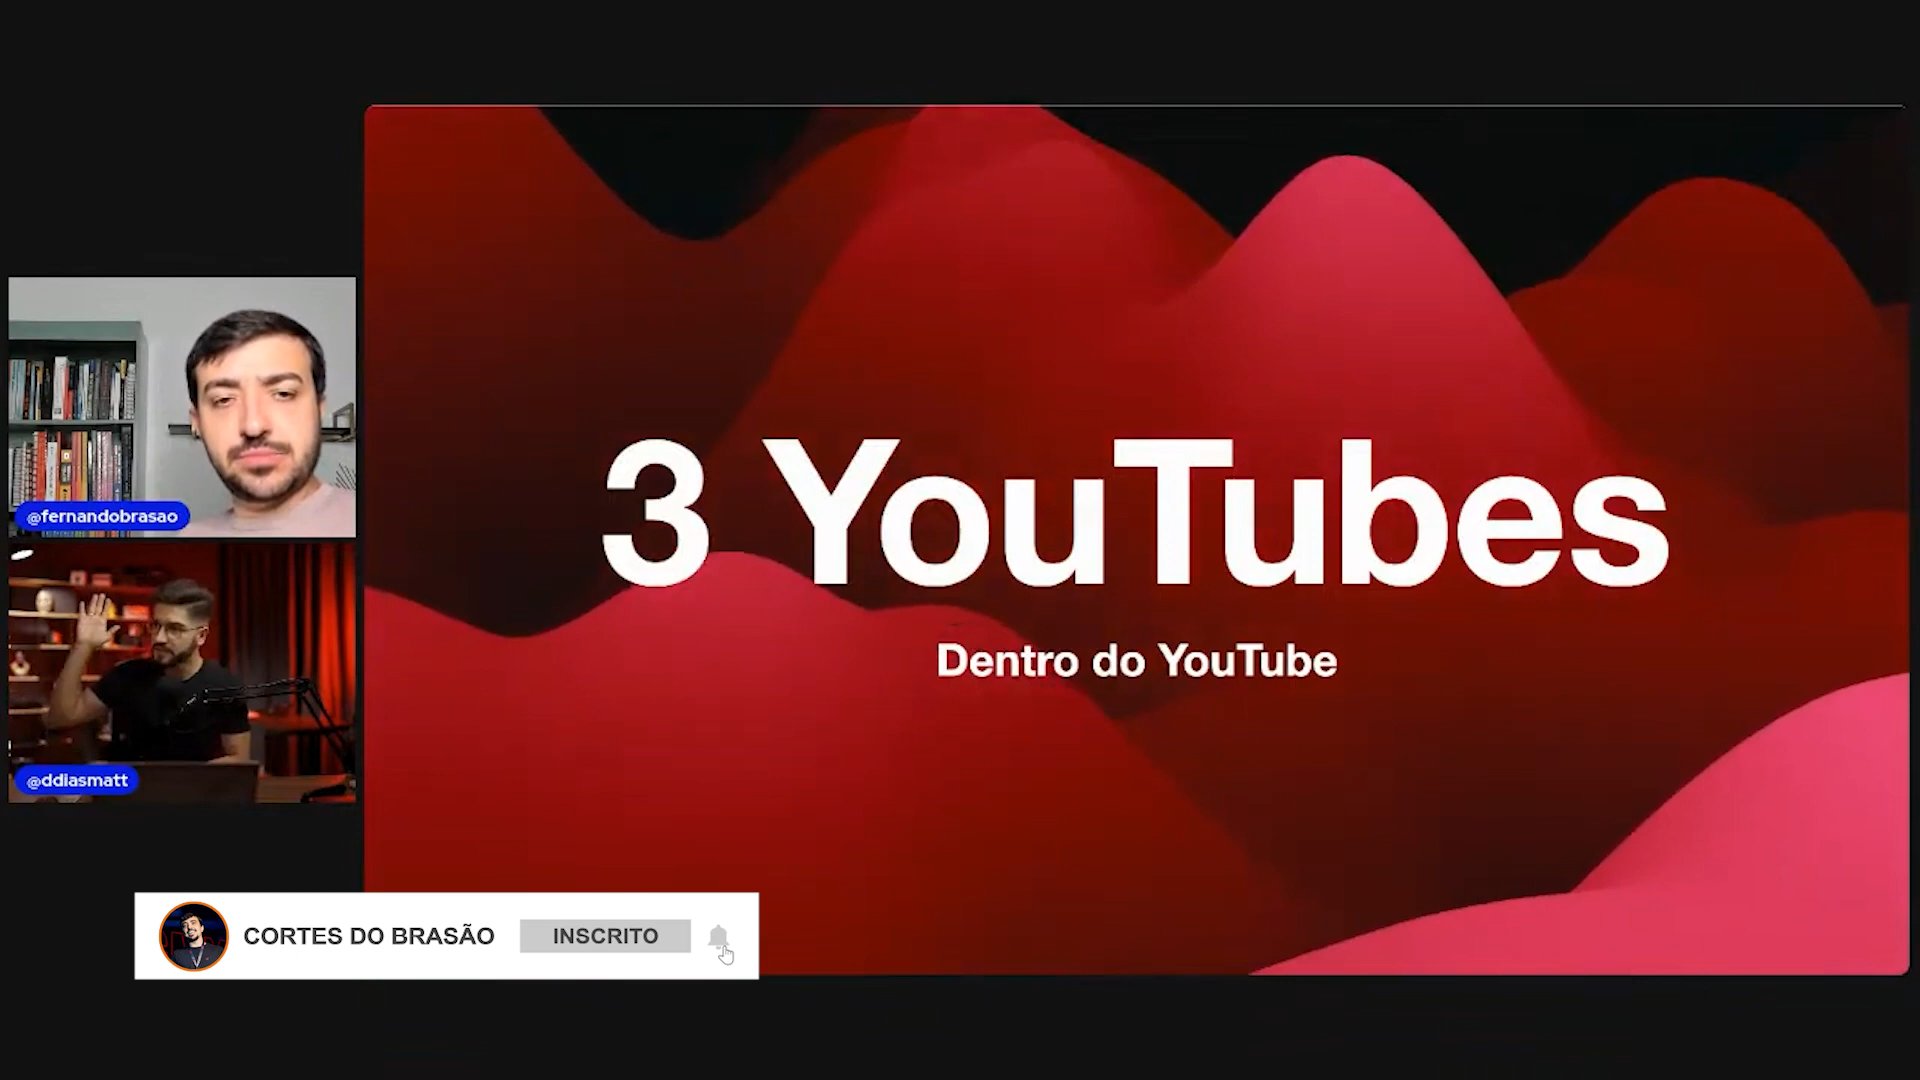 3 YouTubes
Dentro do YouTube
@fernandobrasao
@ddiasmatt
CORTES DO BRASÃO
INSCRITO